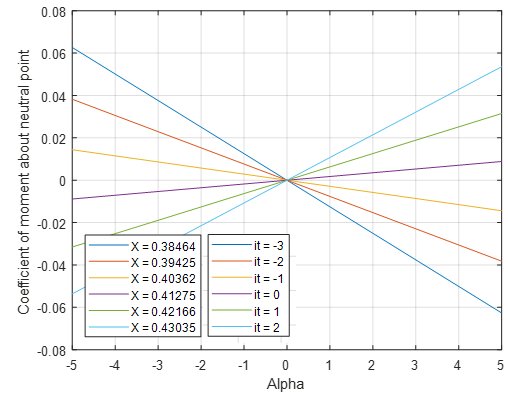 0.08
0.06
0.04
0.02
0
-0.02
-0.04
-0.06
-0.08
Coefficient of moment about neutral point
X = 0.38464
X = 0.39425
X = 0.40362
X = 0.41275
X = 0.42166
X = 0.43035
it = -3
it = -2
it = -1
it = 0
it = 1
it = 2
-5 -4 -3 -2 -1 0 1 2 3 4 5
Alpha